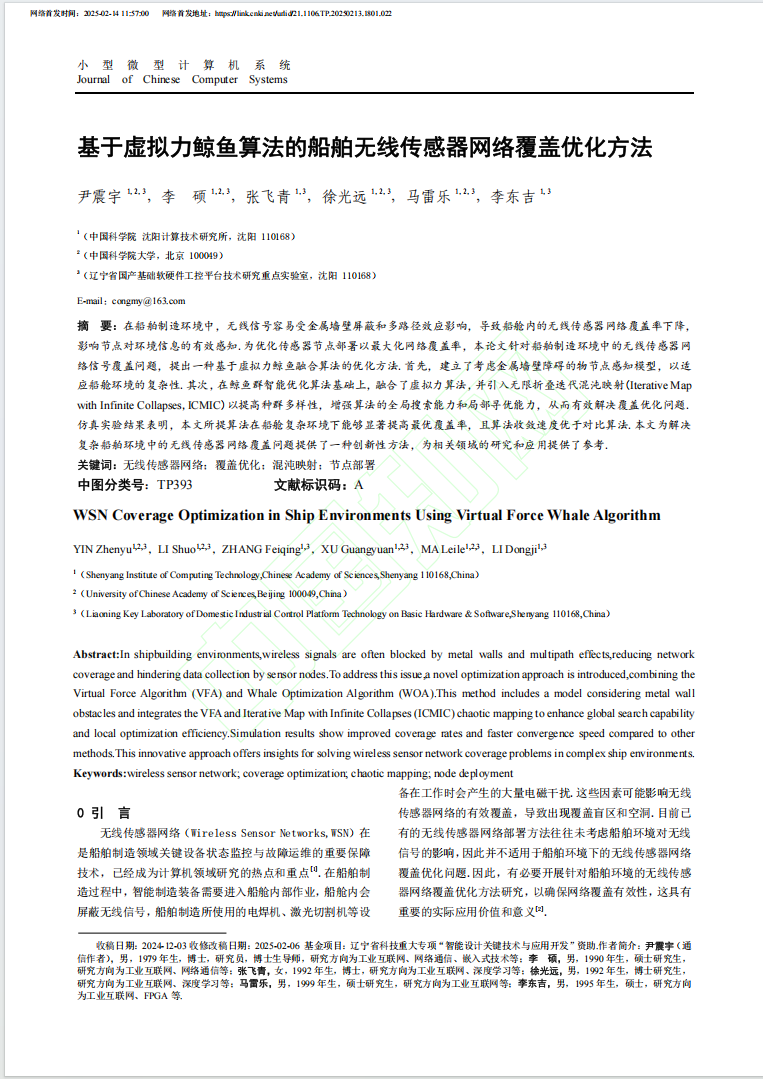 网络首发时间：2025-02-14 11:57:00 网络首发地址：https://link.cnki.net/urlid/21.1106.TP.20250213.1801.022
小 型 微 型 计 算 机 系 统
Journal of Chinese Computer Systems
基于虚拟力鲸鱼算法的船舶无线传感器网络覆盖优化方法
尹震宇 1,2,3，李 硕 1,2,3，张飞青 1,3，徐光远 1,2,3，马雷乐 1,2,3，李东吉 1,3
1（中国科学院 沈阳计算技术研究所，沈阳 110168）
2（中国科学院大学，北京 100049）
3（辽宁省国产基础软硬件工控平台技术研究重点实验室，沈阳 110168）
E-mail：congmy@163.com
摘 要：在船舶制造环境中，无线信号容易受金属墙壁屏蔽和多路径效应影响，导致船舱内的无线传感器网络覆盖率下降，
影响节点对环境信息的有效感知.为优化传感器节点部署以最大化网络覆盖率，本论文针对船舶制造环境中的无线传感器网
络信号覆盖问题，提出一种基于虚拟力鲸鱼融合算法的优化方法.首先，建立了考虑金属墙壁障碍的物节点感知模型，以适
应船舱环境的复杂性.其次，在鲸鱼群智能优化算法基础上，融合了虚拟力算法，并引入无限折叠迭代混沌映射(Iterative Map
with Infinite Collapses, ICMIC)以提高种群多样性，增强算法的全局搜索能力和局部寻优能力，从而有效解决覆盖优化问题.
仿真实验结果表明，本文所提算法在船舶复杂环境下能够显著提高最优覆盖率，且算法收敛速度优于对比算法.本文为解决
复杂船舶环境中的无线传感器网络覆盖问题提供了一种创新性方法，为相关领域的研究和应用提供了参考.
关键词：无线传感器网络；覆盖优化；混沌映射；节点部署
中图分类号：TP393 文献标识码：A
WSN Coverage Optimization in Ship Environments Using Virtual Force Whale Algorithm
YIN Zhenyu1,2,3，LI Shuo1,2,3，ZHANG Feiqing1,3，XU Guangyuan1,2,3，MA Leile1,2,3，LI Dongji1,3
1（Shenyang Institute of Computing Technology,Chinese Academy of Sciences,Shenyang 110168,China）
2（University of Chinese Academy of Sciences,Beijing 100049,China）
3（Liaoning Key Laboratory of Domestic Industrial Control Platform Technology on Basic Hardware & Software,Shenyang 110168,China）
Abstract:In shipbuilding environments,wireless signals are often blocked by metal walls and multipath effects,reducing network
coverage and hindering data collection by sensor nodes.To address this issue,a novel optimization approach is introduced,combining the
Virtual Force Algorithm (VFA) and Whale Optimization Algorithm (WOA).This method includes a model considering metal wall
obstacles and integrates the VFA and Iterative Map with Infinite Collapses (ICMIC) chaotic mapping to enhance global search capability
and local optimization efficiency.Simulation results show improved coverage rates and faster convergence speed compared to other
methods.This innovative approach offers insights for solving wireless sensor network coverage problems in complex ship environments.
Keywords:wireless sensor network; coverage optimization; chaotic mapping; node deployment
0 引 言
无线传感器网络（Wireless Sensor Networks, WSN）在
是船舶制造领域关键设备状态监控与故障运维的重要保障
技术，已经成为计算机领域研究的热点和重点[1].在船舶制
造过程中，智能制造装备需要进入船舱内部作业，船舱内会
屏蔽无线信号，船舶制造所使用的电焊机、激光切割机等设
备在工作时会产生的大量电磁干扰.这些因素可能影响无线
传感器网络的有效覆盖，导致出现覆盖盲区和空洞.目前已
有的无线传感器网络部署方法往往未考虑船舶环境对无线
信号的影响，因此并不适用于船舶环境下的无线传感器网络
覆盖优化问题.因此，有必要开展针对船舶环境的无线传感
器网络覆盖优化方法研究，以确保网络覆盖有效性，这具有
重要的实际应用价值和意义[2].
收稿日期：2024-12-03 收修改稿日期：2025-02-06 基金项目：辽宁省科技重大专项“智能设计关键技术与应用开发”资助.作者简介：尹震宇（通
信作者），男，1979 年生，博士，研究员，博士生导师，研究方向为工业互联网、网络通信、嵌入式技术等；李 硕，男，1990 年生，硕士研究生，
研究方向为工业互联网、网络通信等；张飞青，女，1992 年生，博士，研究方向为工业互联网、深度学习等；徐光远，男，1992 年生，博士研究生，
研究方向为工业互联网、深度学习等；马雷乐，男，1999 年生，硕士研究生，研究方向为工业互联网等；李东吉，男，1995 年生，硕士，研究方向
为工业互联网、FPGA 等.
中国知网